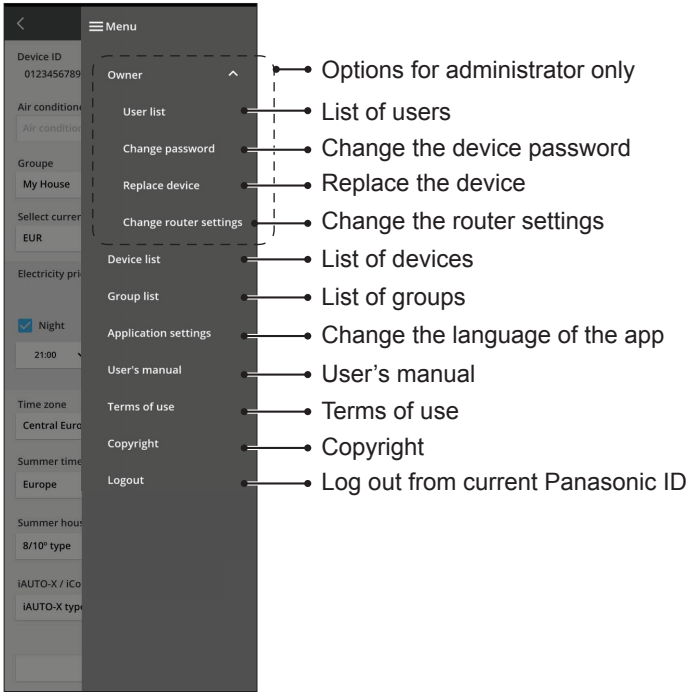 Menu
Device ID
0123456789
Owner
Options for administrator only
Air condition
Air condition
User list
List of users
Change password
Change the device password
Groupe
My House
Replace device
Replace the device
Sellect curren
Change router settings
Change the router settings
EUR
Device list
List of devices
Electricity pri
Group list
List of groups
Night
Application settings
Change the language of the app
21:00
User's manual
User's manual
Time zone
Terms of use
Terms of use
Central Euro
Copyright
Copyright
Summer time
Europe
Logout
Log out from current Panasonic ID
Summer hous
8/10° type
iAUTO-X / iCo
iAUTO-X type